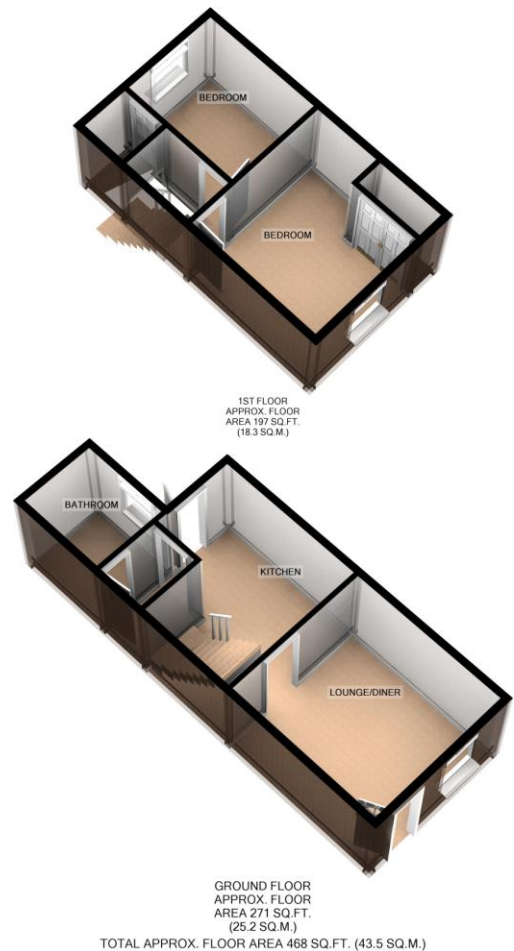 BEDROOM
BEDROOM
1ST FLOOR
APPROX. FLOOR
AREA 197 SQ.FT.
(18.3 SQ.M.)
BATHROOM
KITCHEN
LOUNGE/DINER
GROUND FLOOR
APPROX. FLOOR
AREA 271 SQ.FT.
(25.2 SQ.M.)
TOTAL APPROX. FLOOR AREA 468 SQ.FT. (43.5 SQ.M.)